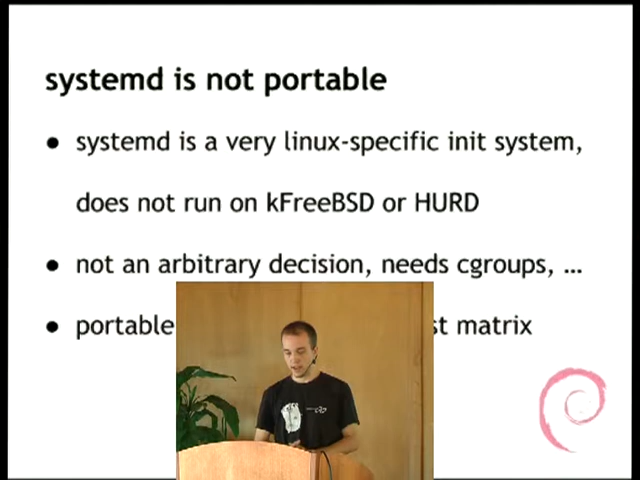 systemd is not portable
● systemd is a very linux-specific init system,
does not run on kFreeBSD or HURD
● not an arbitrary decision, needs cgroups, …
● portable st matrix